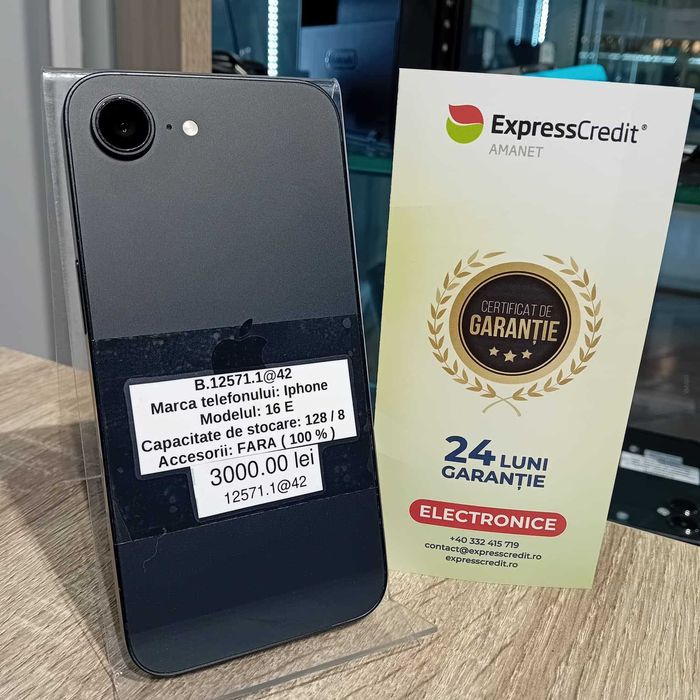 B.12571.1@42
Marca telefonului: Iphone
Modelul: 16 E
Capacitate de stocare: 128 / 8
Accesorii: FARA ( 100 % )
3000.00 lei
12571.1@42
ExpressCredit®
AMANET
CERTIFICAT DE
GARANȚIE
24 LUNI
GARANȚIE
ELECTRONICE
+40 332 415 719
contact@expresscredit.ro
expresscredit.ro